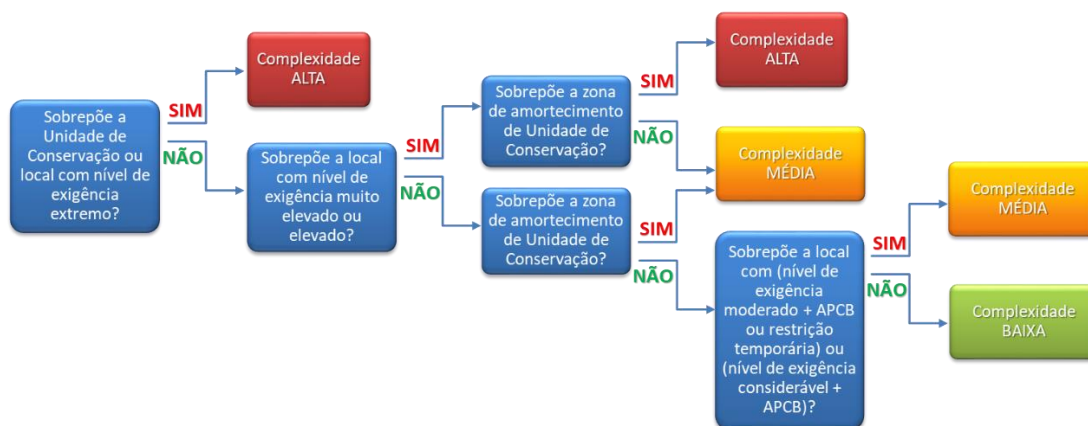 Sobrepõe a
Unidade de
Conservação ou
local com nível de
exigência
extremo?
SIM
NÃO
Complexidade
ALTA
Sobrepõe a local
com nível de
exigência muito
elevado ou
elevado?
SIM
NÃO
Sobrepõe a zona
de amortecimento
de Unidade de
Conservação?
SIM
NÃO
Complexidade
ALTA
Complexidade
MÉDIA
Sobrepõe a zona
de amortecimento
de Unidade de
Conservação?
SIM
NÃO
Sobrepõe a local
com (nível de
exigência
moderado + APCB
ou restrição
temporária) ou
(nível de exigência
considerável +
APCB)?
SIM
NÃO
Complexidade
MÉDIA
Complexidade
BAIXA